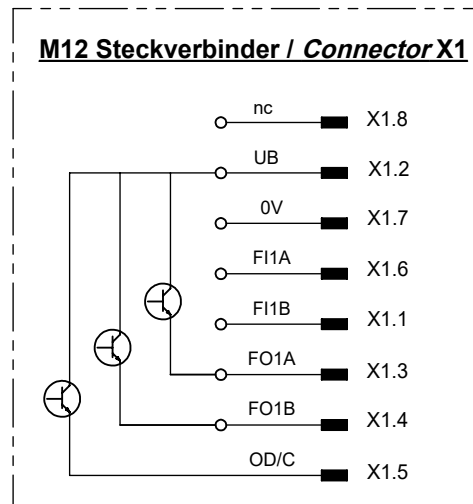 M12 Steckverbinder / Connector X1
nc X1.8
UB X1.2
0V X1.7
FI1A X1.6
FI1B X1.1
FO1A X1.3
FO1B X1.4
OD/C X1.5